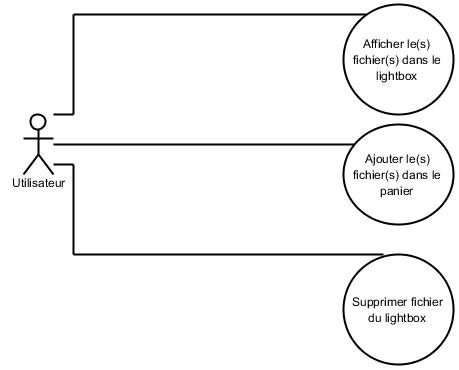 Afficher le(s)
fichier(s) dans le
lightbox
Ajouter le(s)
fichier(s) dans le
panier
Utilisateur
Supprimer fichier
du lightbox